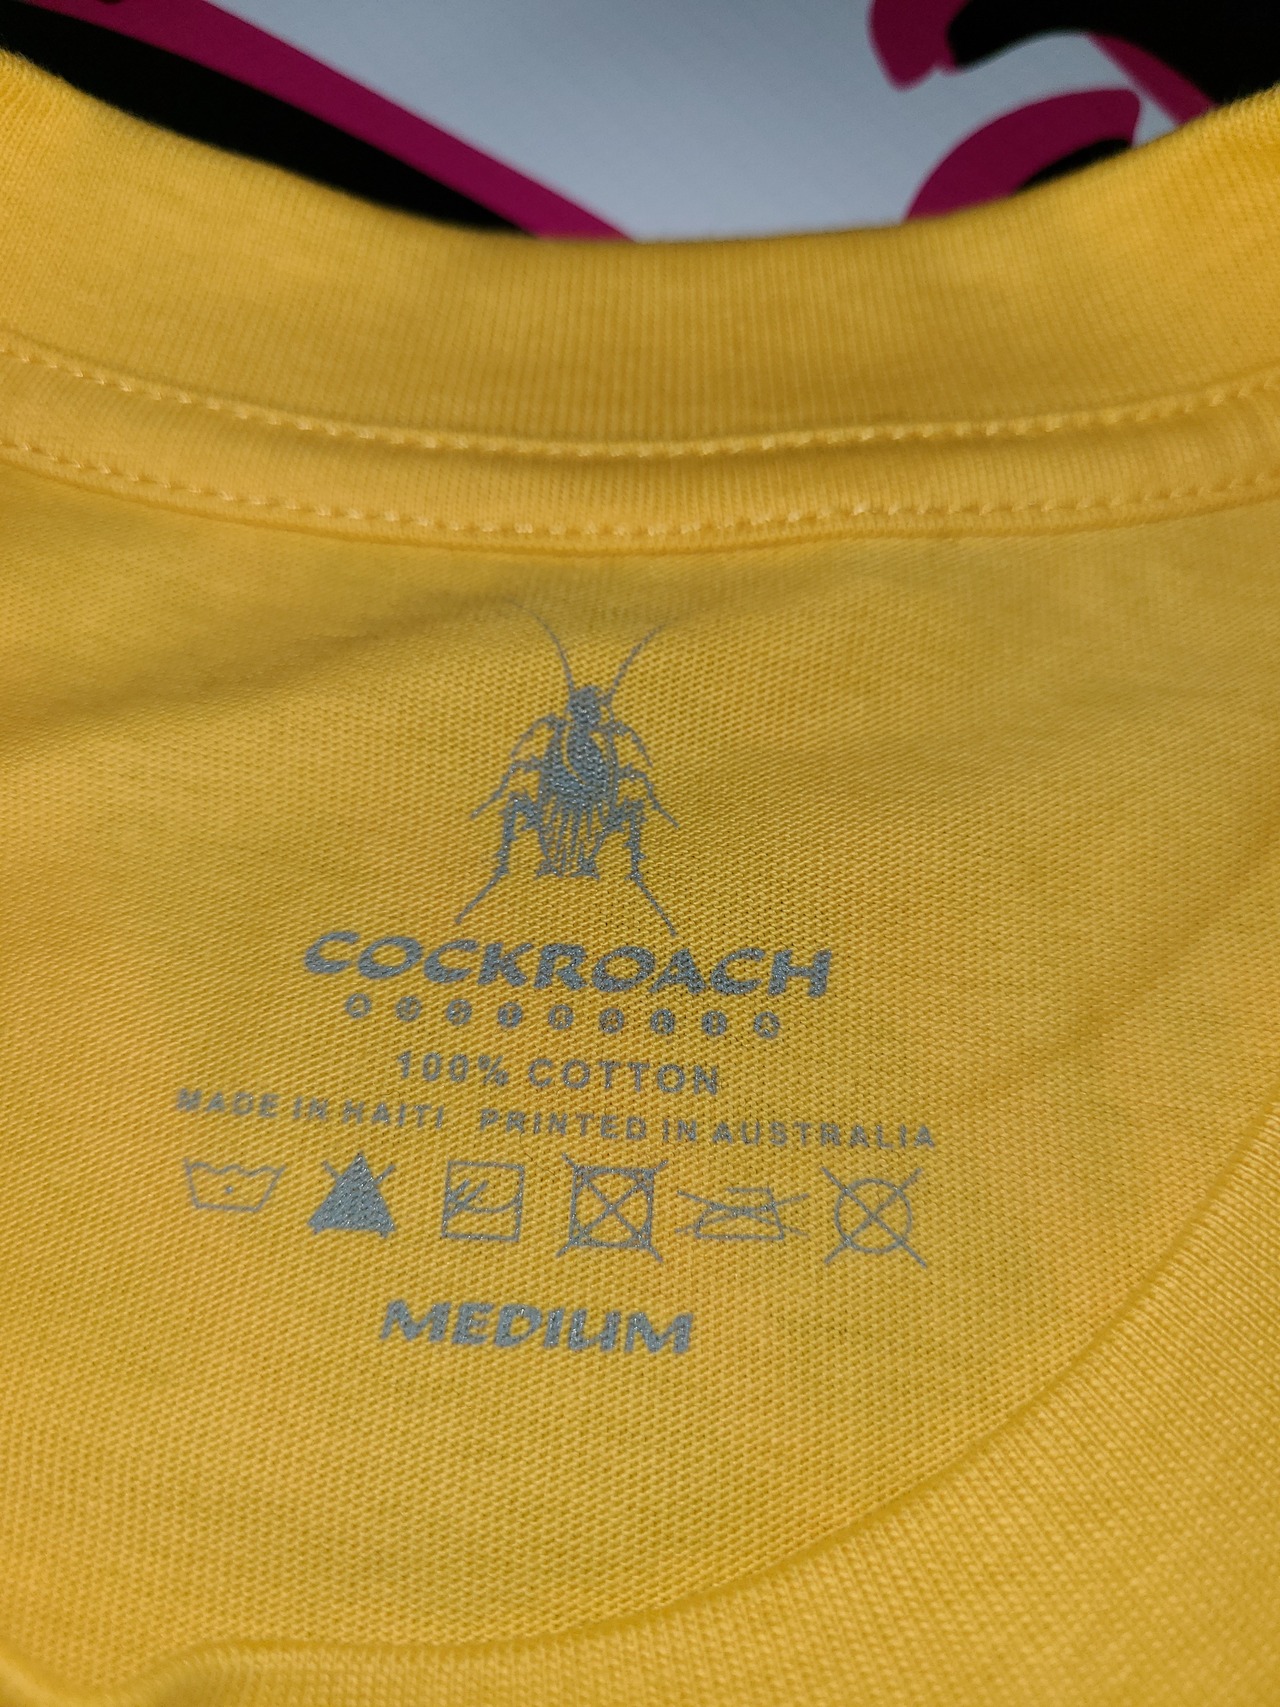 COCKROACH
100% COTTON
MADE IN HAITI PRINTED IN AUSTRALIA
MEDIUM